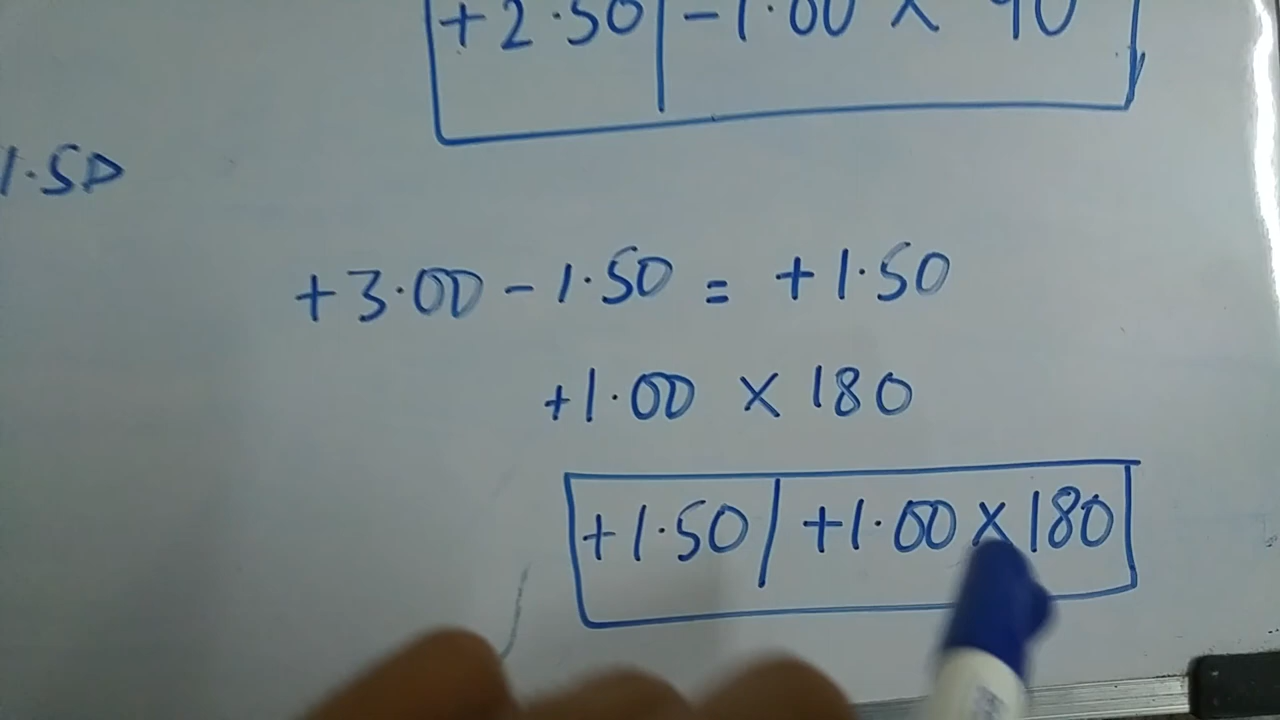 +2.50 | -1.00 x 90
1.5D
+3.00 - 1.50 = +1.50
+1.00 x 180
+1.50 | +1.00 x 180